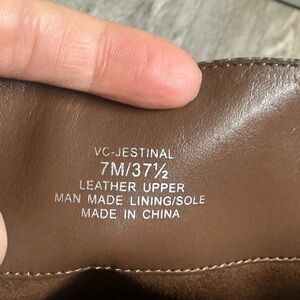 VC-JESTINAL
7M/37½
LEATHER UPPER
MAN MADE LINING/SOLE
MADE IN CHINA